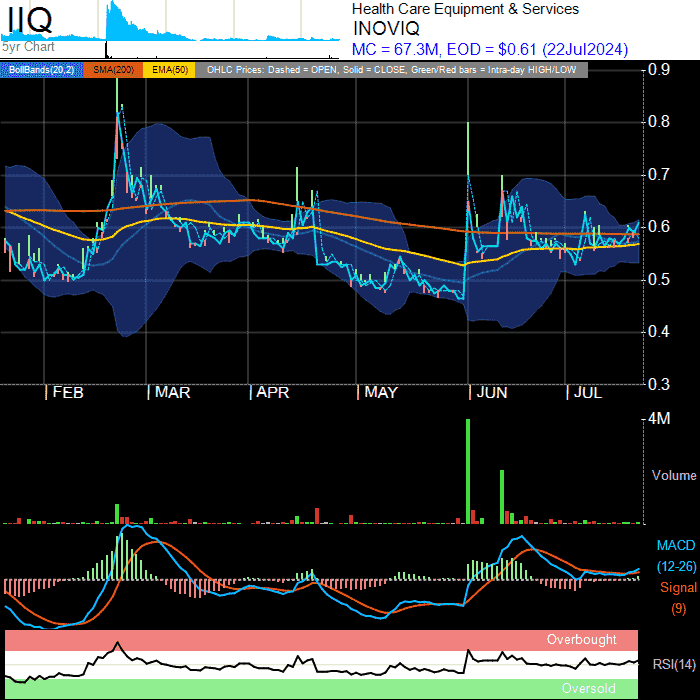 IIQ
5yr Chart
Health Care Equipment & Services
INOVIQ
MC = 67.3M, EOD = $0.61 (22Jul2024)
BollBands(20,2) SMA(200) EMA(50) OHLC Prices: Dashed = OPEN, Solid = CLOSE, Green/Red bars = Intra-day HIGH/LOW
0.9
0.8
0.7
0.6
0.5
0.4
0.3
FEB MAR APR MAY JUN JUL
4M
Volume
MACD
(12-26)
Signal
(9)
Overbought
RSI(14)
Oversold